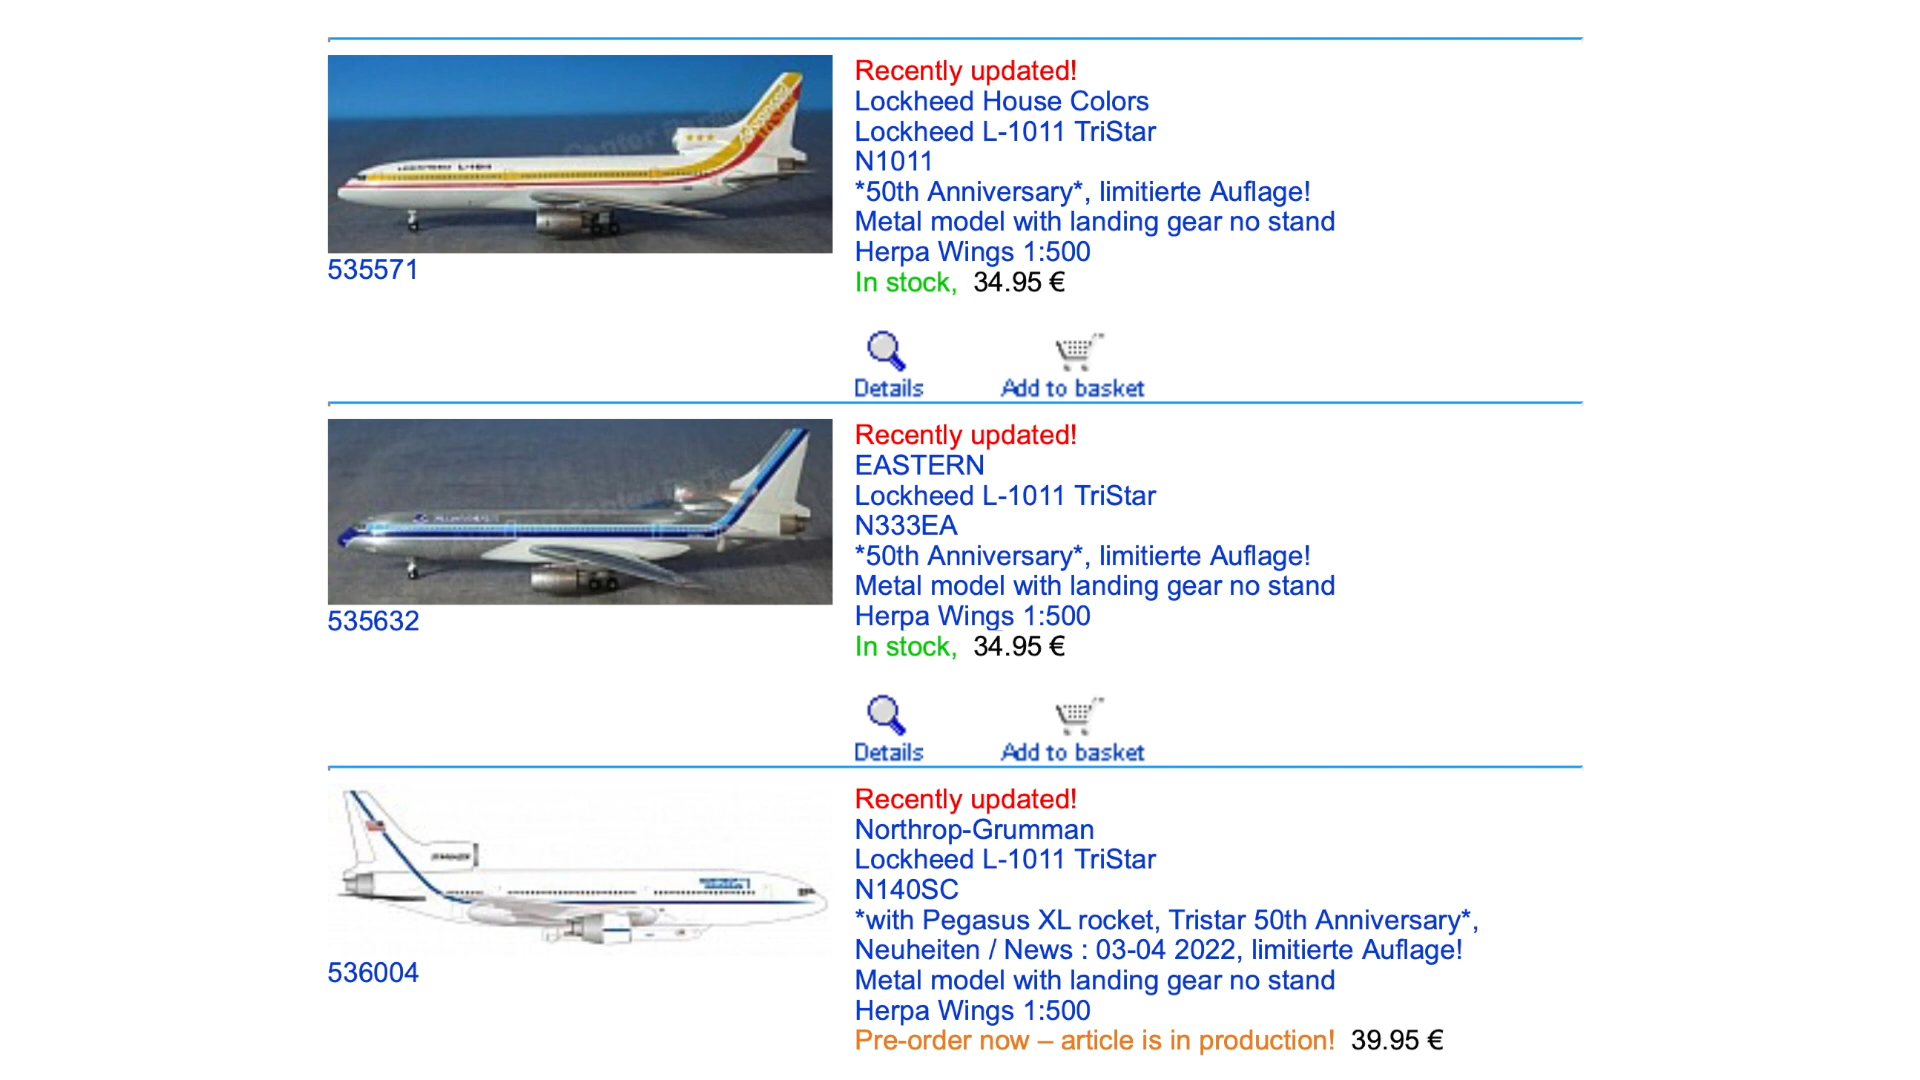 Recently updated!
Lockheed House Colors
Lockheed L-1011 TriStar
N1011
*50th Anniversary*, limitierte Auflage!
Metal model with landing gear no stand
Herpa Wings 1:500
In stock, 34.95 €
535571
Details Add to basket
Recently updated!
EASTERN
Lockheed L-1011 TriStar
N333EA
*50th Anniversary*, limitierte Auflage!
Metal model with landing gear no stand
Herpa Wings 1:500
In stock, 34.95 €
535632
Details Add to basket
Recently updated!
Northrop-Grumman
Lockheed L-1011 TriStar
N140SC
*with Pegasus XL rocket, Tristar 50th Anniversary*,
Neuheiten / News : 03-04 2022, limitierte Auflage!
Metal model with landing gear no stand
Herpa Wings 1:500
Pre-order now – article is in production! 39.95 €
536004